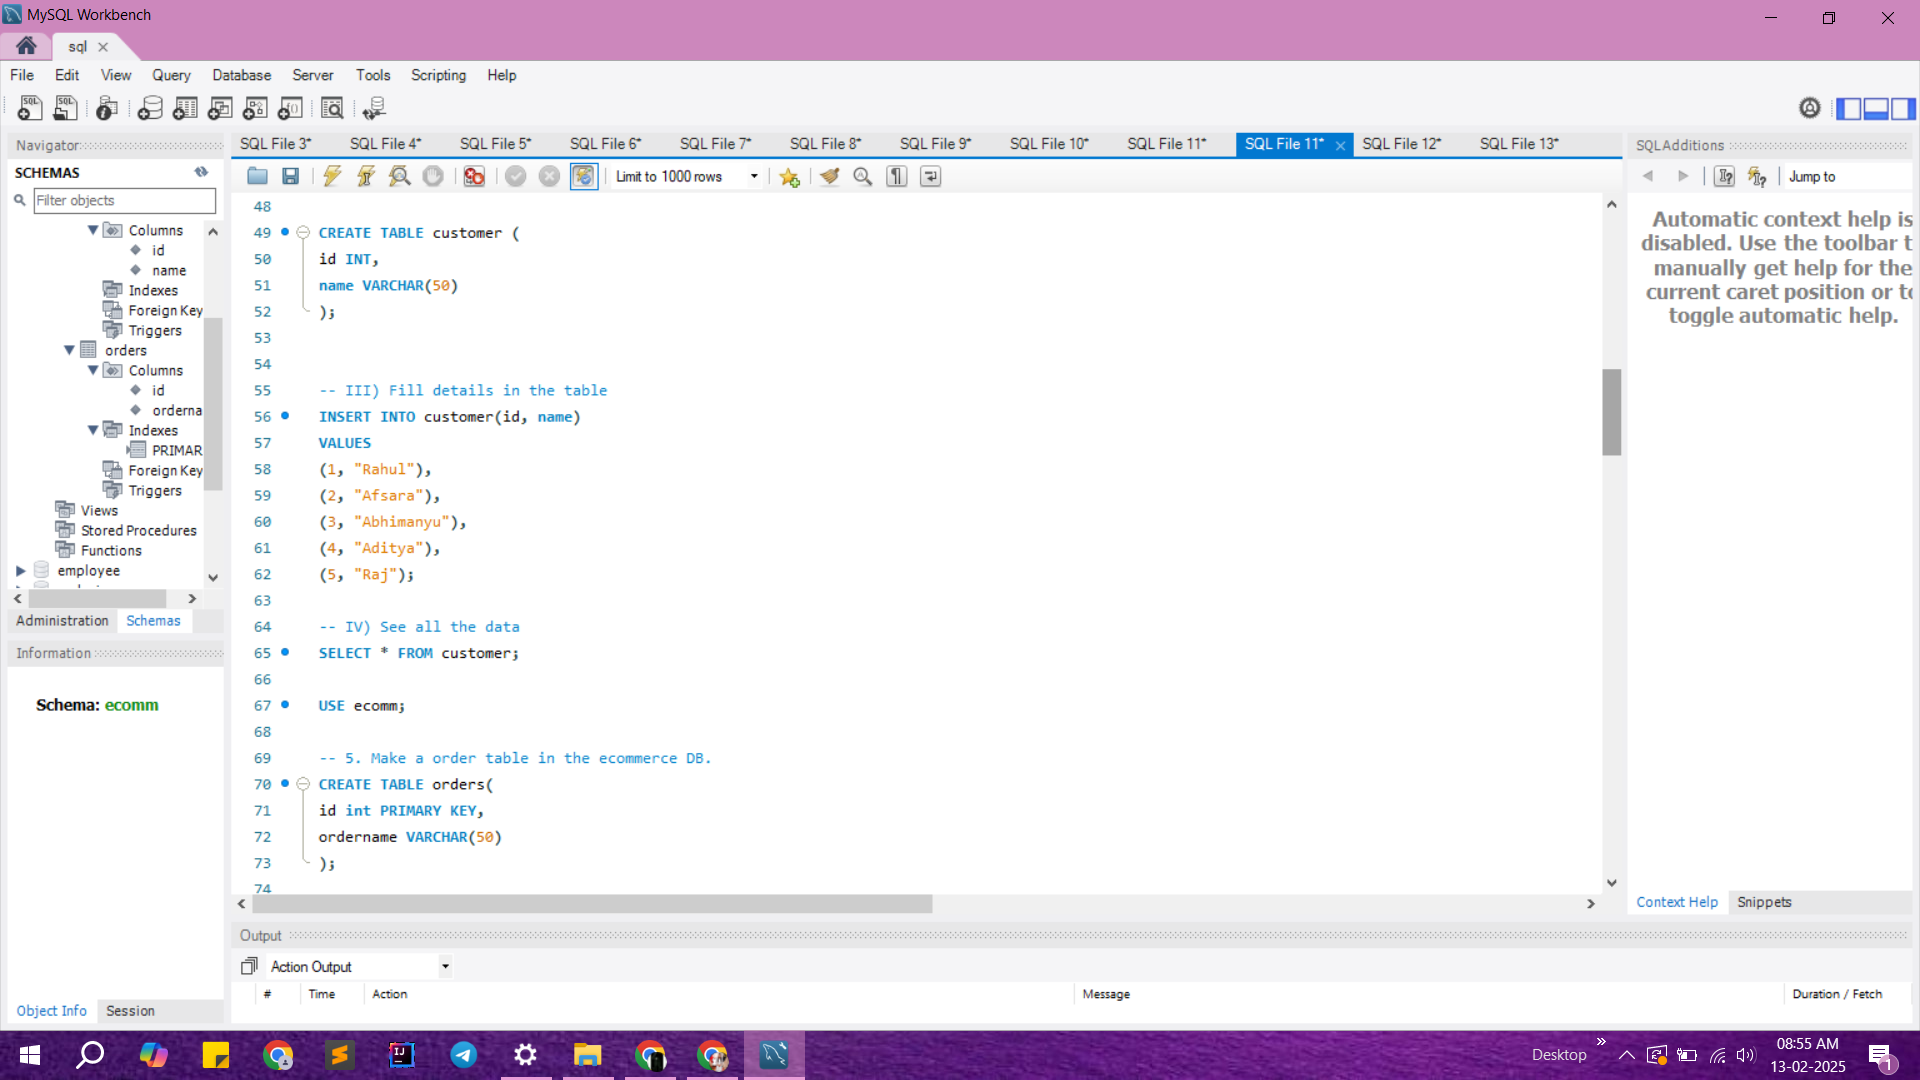 MySQL Workbench
sql
File Edit View Query Database Server Tools Scripting Help
Navigator
SCHEMAS
Filter objects
Columns
id
name
Indexes
Foreign Key
Triggers
orders
Columns
id
orderna
Indexes
PRIMAR
Foreign Key
Triggers
Views
Stored Procedures
Functions
employee
Administration Schemas
Information
Schema: ecomm
Object Info Session
SQL File 3* SQL File 4* SQL File 5* SQL File 6* SQL File 7* SQL File 8* SQL File 9* SQL File 10* SQL File 11* SQL File 11* SQL File 12* SQL File 13*
Limit to 1000 rows
48
49 CREATE TABLE customer (
50 id INT,
51 name VARCHAR(50)
52 );
53
54
55 -- III) Fill details in the table
56 INSERT INTO customer(id, name)
57 VALUES
58 (1, "Rahul"),
59 (2, "Afsara"),
60 (3, "Abhimanyu"),
61 (4, "Aditya"),
62 (5, "Raj");
63
64 -- IV) See all the data
65 SELECT * FROM customer;
66
67 USE ecomm;
68
69 -- 5. Make a order table in the ecommerce DB.
70 CREATE TABLE orders(
71 id int PRIMARY KEY,
72 ordername VARCHAR(50)
73 );
74
SQLAdditions
Jump to
Automatic context help is
disabled. Use the toolbar t
manually get help for the
current caret position or to
toggle automatic help.
Context Help Snippets
Output
Action Output
# Time Action Message Duration / Fetch
Desktop
08:55 AM
13-02-2025
1